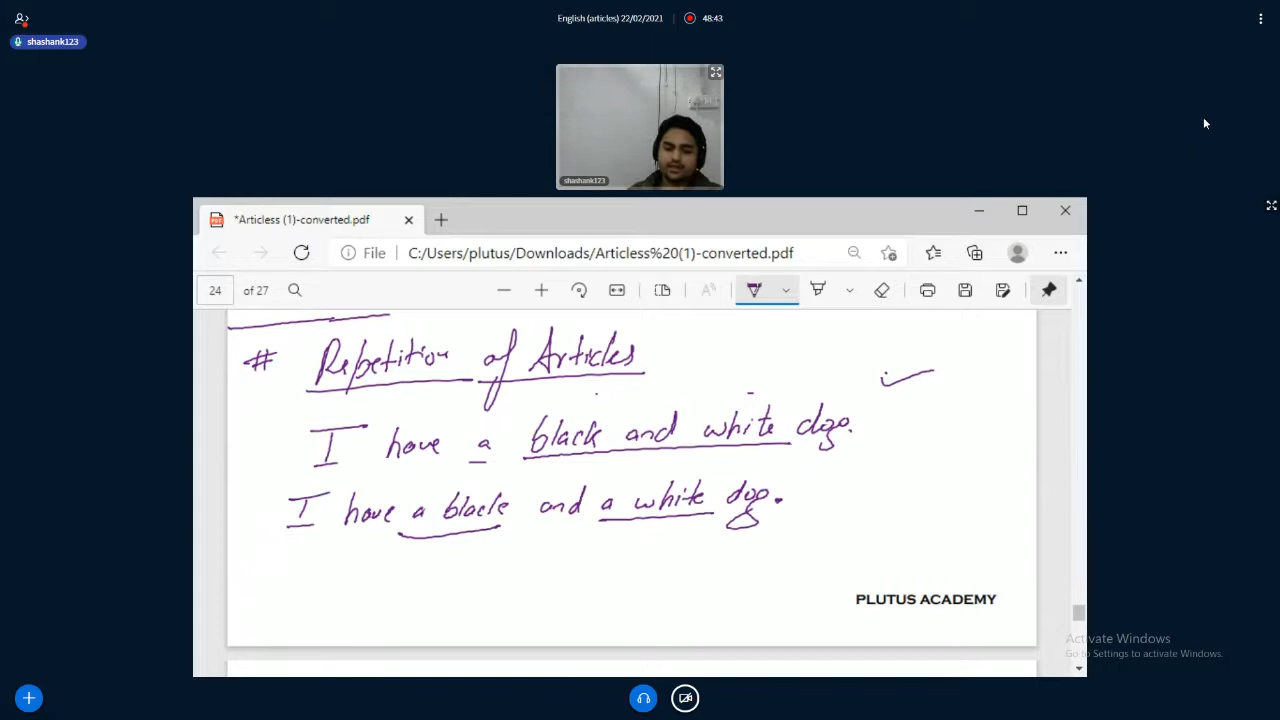 English (articles) 22/02/2021
48:43
shashank123
shashank123
*Articless (1)-converted.pdf
File
C:/Users/plutus/Downloads/Articless%20(1)-converted.pdf
24 of 27
# Repetition of Articles
I have a black and white dog.
I have a black and a white dog.
PLUTUS ACADEMY
Activate Windows
Go to Settings to activate Windows.